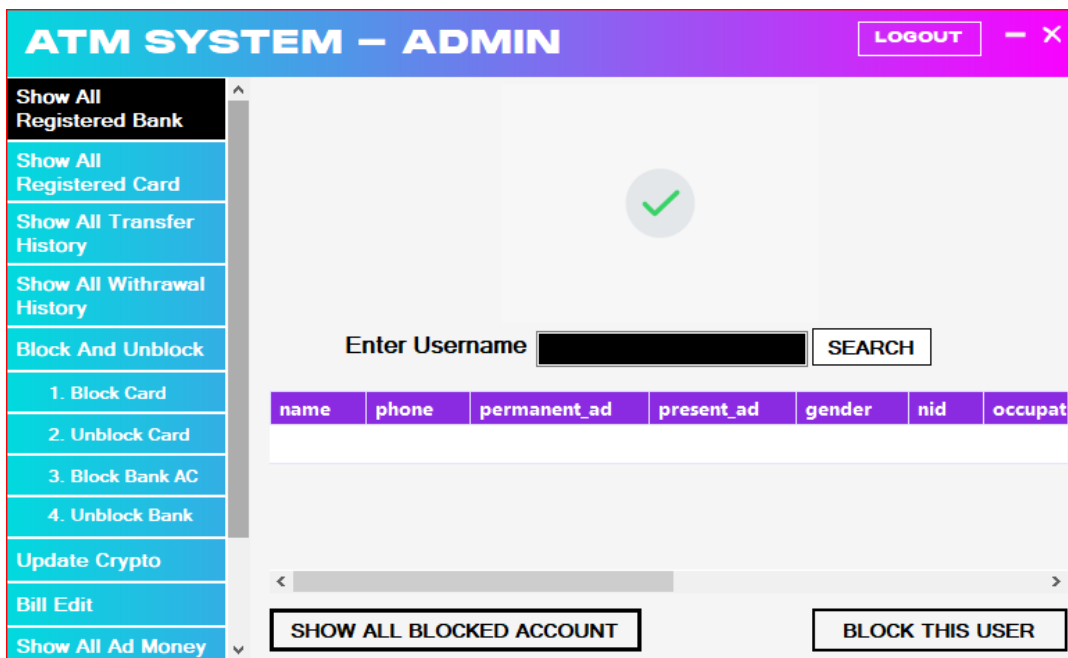 ATM SYSTEM – ADMIN
LOGOUT
Show All
Registered Bank
Show All
Registered Card
Show All Transfer
History
Show All Withrawal
History
Block And Unblock
1. Block Card
2. Unblock Card
3. Block Bank AC
4. Unblock Bank
Update Crypto
Bill Edit
Show All Ad Money
Enter Username
SEARCH
name phone permanent_ad present_ad gender nid occupat
SHOW ALL BLOCKED ACCOUNT
BLOCK THIS USER